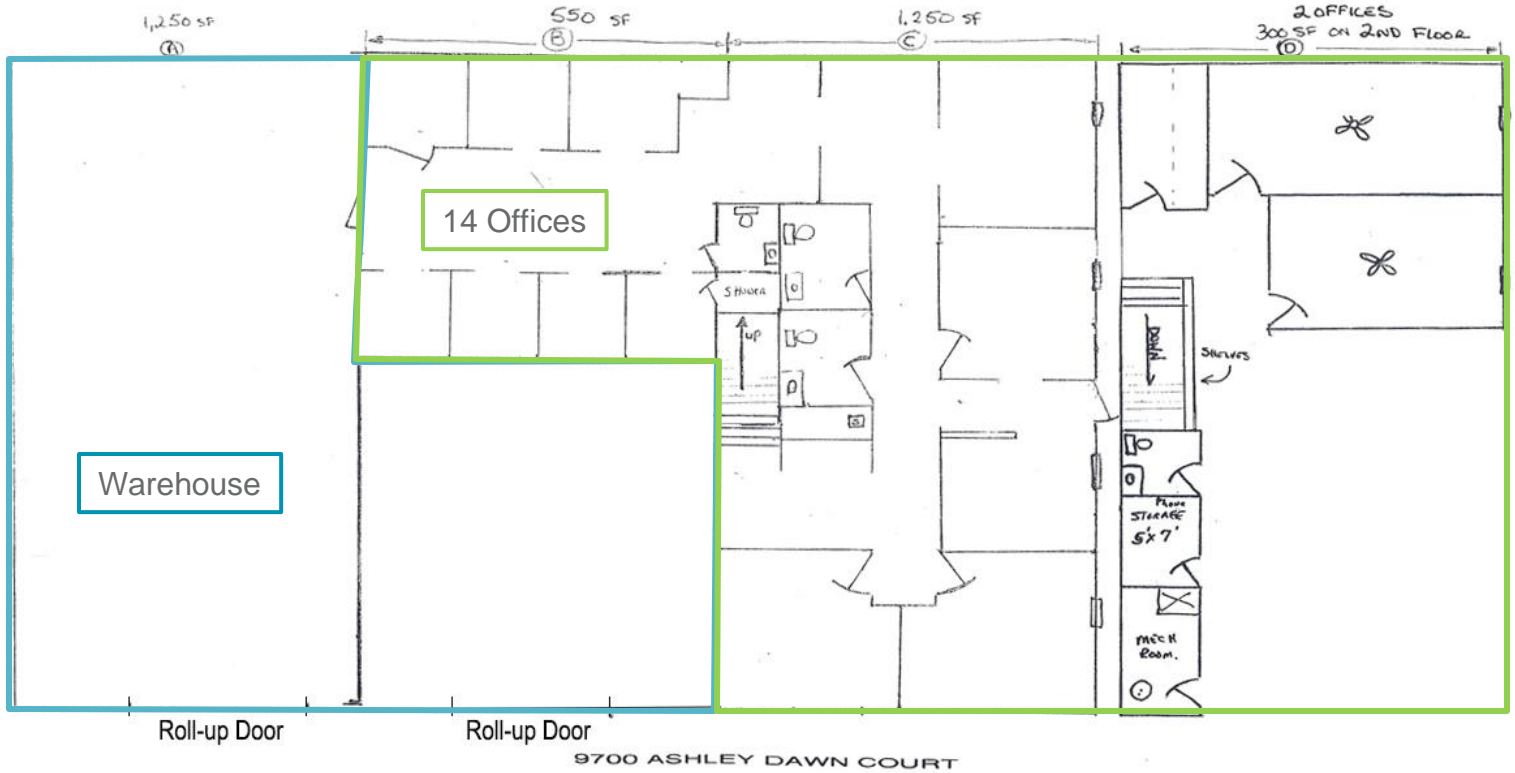 1,250 SF
Ⓐ
550 SF
Ⓑ
1,250 SF
Ⓒ
2 OFFICES
300 SF ON 2ND FLOOR
Ⓓ
14 Offices
SHOWER
UP
DOWN
SHELVES
Warehouse
Phone
STORAGE
5'x7'
MECH
ROOM.
Roll-up Door
Roll-up Door
9700 ASHLEY DAWN COURT